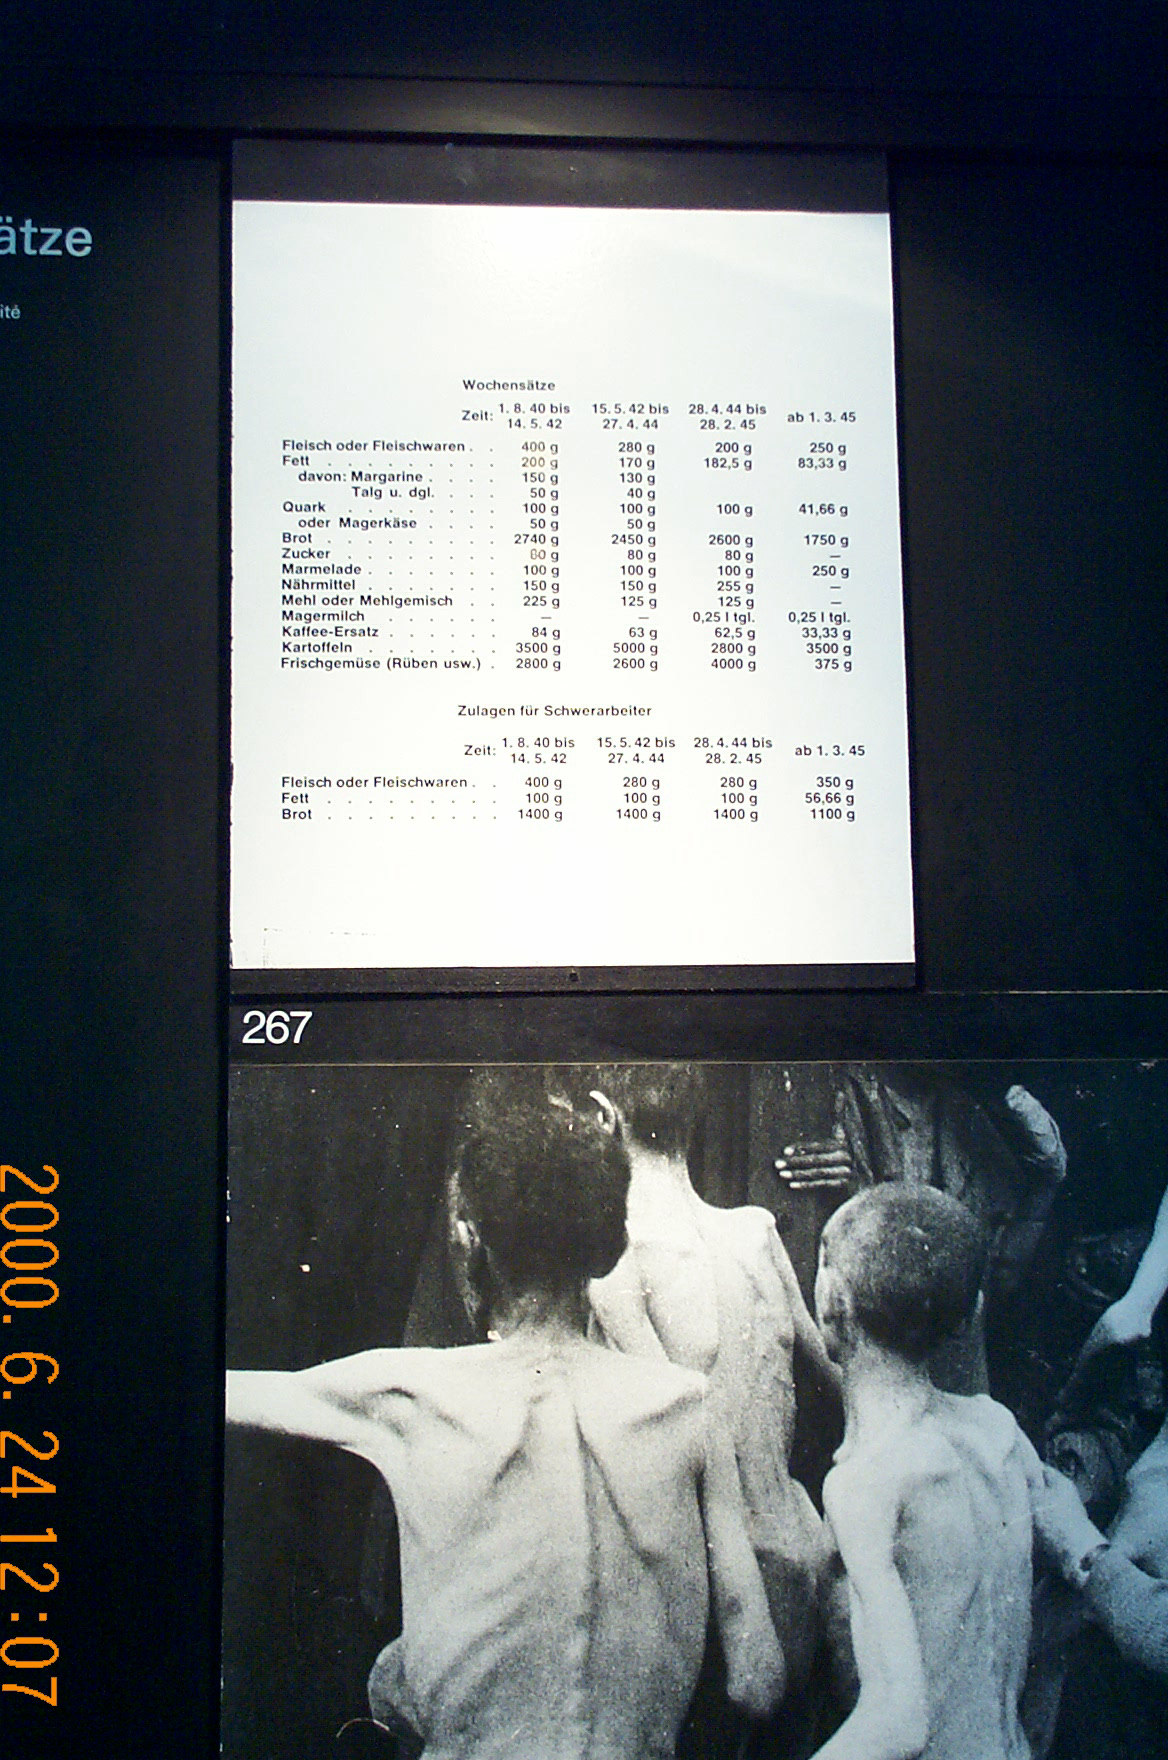 ätze
ité
Wochensätze
Zeit: 1. 8. 40 bis 14. 5. 42 15. 5. 42 bis 27. 4. 44 28. 4. 44 bis 28. 2. 45 ab 1. 3. 45
Fleisch oder Fleischwaren . . 400 g 280 g 200 g 250 g
Fett . . . . . . . . . 200 g 170 g 182,5 g 83,33 g
davon: Margarine . . . . 150 g 130 g
Talg u. dgl. . . . 50 g 40 g
Quark . . . . . . . . 100 g 100 g 100 g 41,66 g
oder Magerkäse . . . . 50 g 50 g
Brot . . . . . . . . . 2740 g 2450 g 2600 g 1750 g
Zucker . . . . . . . . 80 g 80 g 80 g —
Marmelade . . . . . . . 100 g 100 g 100 g 250 g
Nährmittel . . . . . . . 150 g 150 g 255 g —
Mehl oder Mehlgemisch . . 225 g 125 g 125 g —
Magermilch . . . . . . — — 0,25 l tgl. 0,25 l tgl.
Kaffee-Ersatz . . . . . . 84 g 63 g 62,5 g 33,33 g
Kartoffeln . . . . . . . 3500 g 5000 g 2800 g 3500 g
Frischgemüse (Rüben usw.) . 2800 g 2600 g 4000 g 375 g
Zulagen für Schwerarbeiter
Zeit: 1. 8. 40 bis 14. 5. 42 15. 5. 42 bis 27. 4. 44 28. 4. 44 bis 28. 2. 45 ab 1. 3. 45
Fleisch oder Fleischwaren . . 400 g 280 g 280 g 350 g
Fett . . . . . . . . . 100 g 100 g 100 g 56,66 g
Brot . . . . . . . . . 1400 g 1400 g 1400 g 1100 g
267
2000. 6. 24 12:07